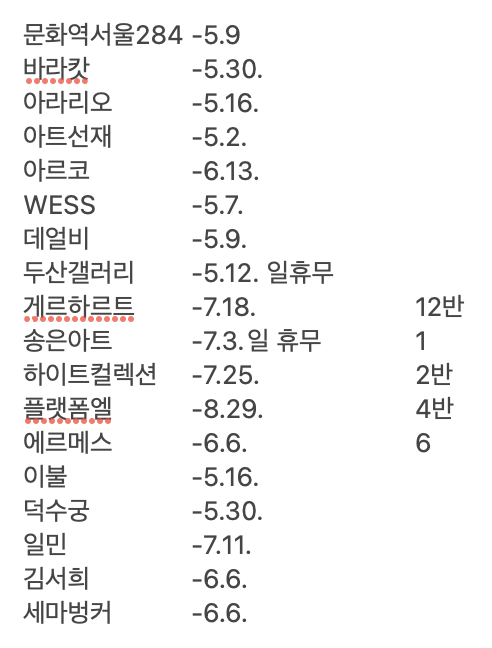 문화역서울284 -5.9
바라캇 -5.30.
아라리오 -5.16.
아트선재 -5.2.
아르코 -6.13.
WESS -5.7.
데얼비 -5.9.
두산갤러리 -5.12. 일휴무
게르하르트 -7.18. 12반
송은아트 -7.3.일 휴무 1
하이트컬렉션 -7.25. 2반
플랫폼엘 -8.29. 4반
에르메스 -6.6. 6
이불 -5.16.
덕수궁 -5.30.
일민 -7.11.
김서희 -6.6.
세마벙커 -6.6.